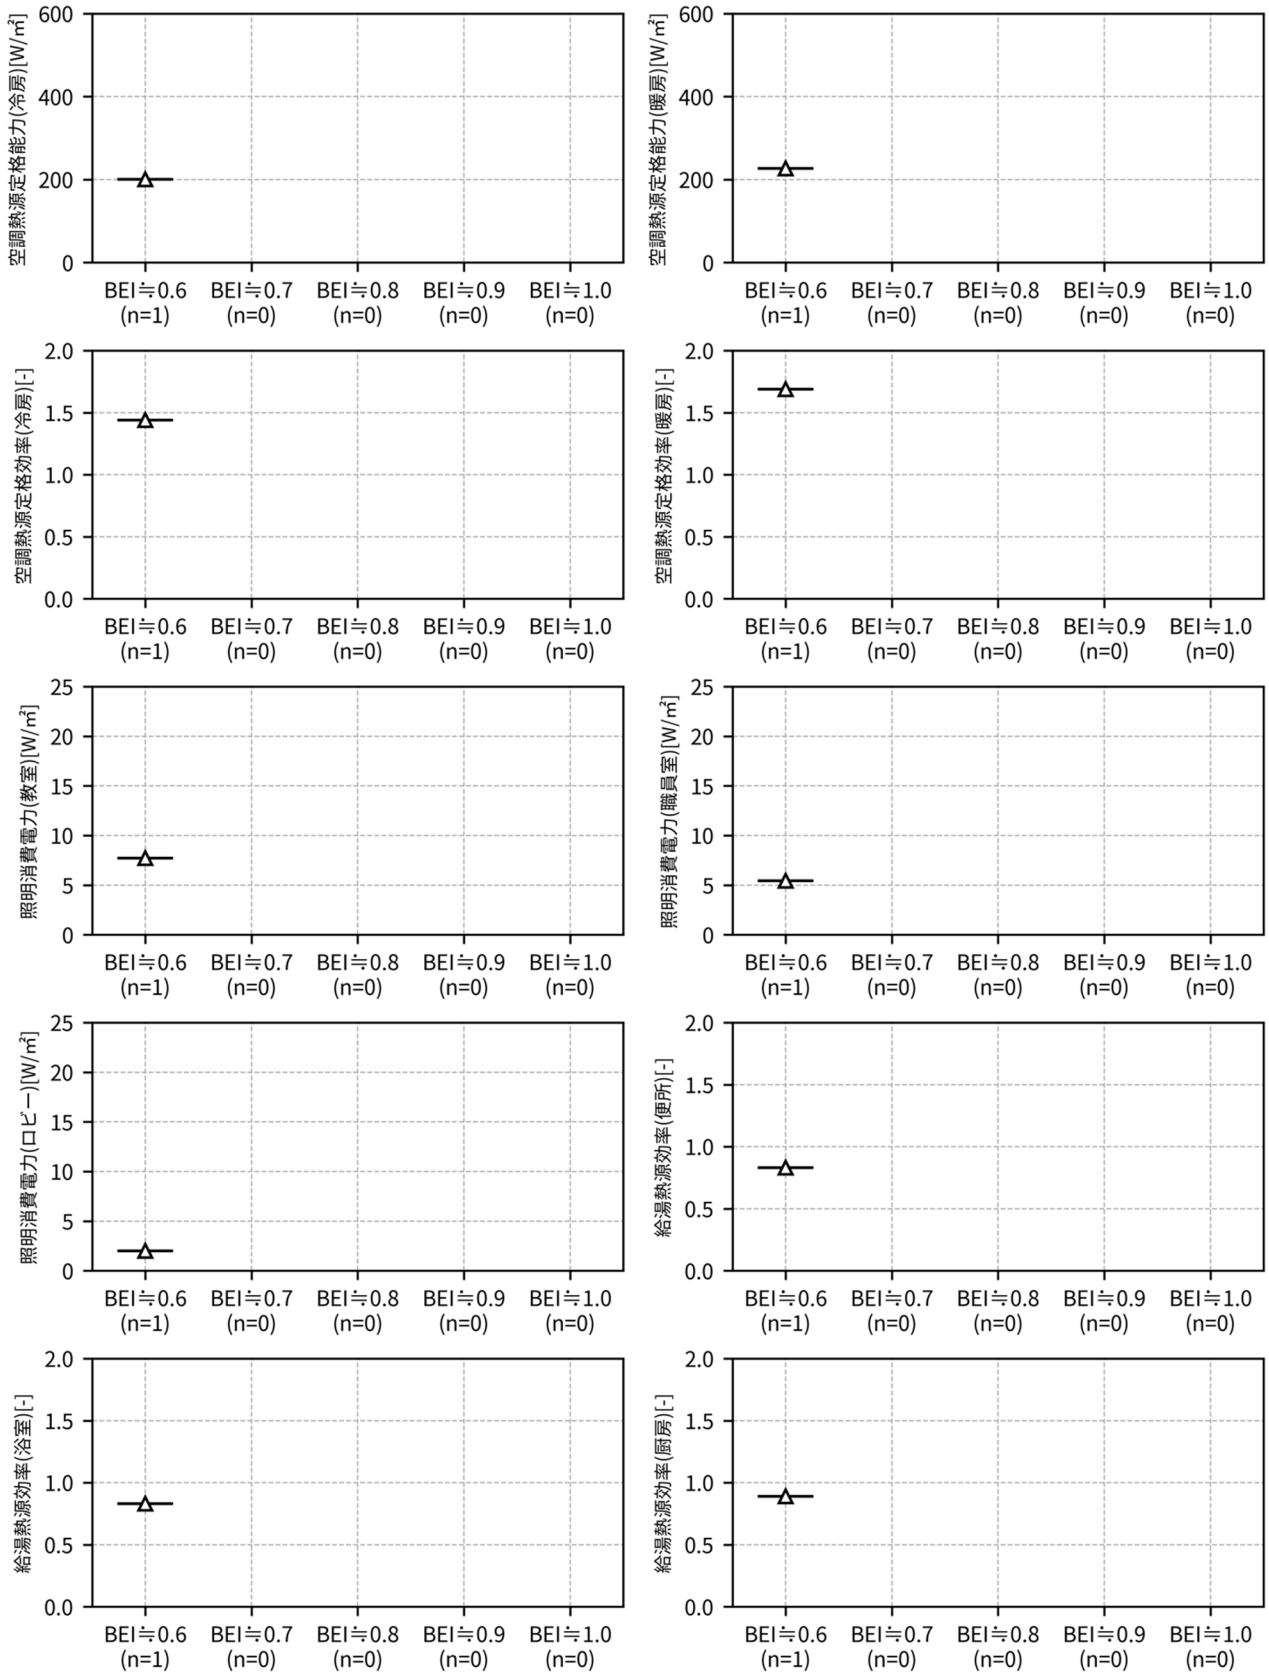 空調熱源定格能力(冷房)[W/㎡]
600
400
200
0
BEI≒0.6 BEI≒0.7 BEI≒0.8 BEI≒0.9 BEI≒1.0
(n=1) (n=0) (n=0) (n=0) (n=0)
空調熱源定格能力(暖房)[W/㎡]
600
400
200
0
BEI≒0.6 BEI≒0.7 BEI≒0.8 BEI≒0.9 BEI≒1.0
(n=1) (n=0) (n=0) (n=0) (n=0)
空調熱源定格効率(冷房)[-]
2.0
1.5
1.0
0.5
0.0
BEI≒0.6 BEI≒0.7 BEI≒0.8 BEI≒0.9 BEI≒1.0
(n=1) (n=0) (n=0) (n=0) (n=0)
空調熱源定格効率(暖房)[-]
2.0
1.5
1.0
0.5
0.0
BEI≒0.6 BEI≒0.7 BEI≒0.8 BEI≒0.9 BEI≒1.0
(n=1) (n=0) (n=0) (n=0) (n=0)
照明消費電力(教室)[W/㎡]
25
20
15
10
5
0
BEI≒0.6 BEI≒0.7 BEI≒0.8 BEI≒0.9 BEI≒1.0
(n=1) (n=0) (n=0) (n=0) (n=0)
照明消費電力(職員室)[W/㎡]
25
20
15
10
5
0
BEI≒0.6 BEI≒0.7 BEI≒0.8 BEI≒0.9 BEI≒1.0
(n=1) (n=0) (n=0) (n=0) (n=0)
照明消費電力(ロビー)[W/㎡]
25
20
15
10
5
0
BEI≒0.6 BEI≒0.7 BEI≒0.8 BEI≒0.9 BEI≒1.0
(n=1) (n=0) (n=0) (n=0) (n=0)
給湯熱源効率(便所)[-]
2.0
1.5
1.0
0.5
0.0
BEI≒0.6 BEI≒0.7 BEI≒0.8 BEI≒0.9 BEI≒1.0
(n=1) (n=0) (n=0) (n=0) (n=0)
給湯熱源効率(浴室)[-]
2.0
1.5
1.0
0.5
0.0
BEI≒0.6 BEI≒0.7 BEI≒0.8 BEI≒0.9 BEI≒1.0
(n=1) (n=0) (n=0) (n=0) (n=0)
給湯熱源効率(厨房)[-]
2.0
1.5
1.0
0.5
0.0
BEI≒0.6 BEI≒0.7 BEI≒0.8 BEI≒0.9 BEI≒1.0
(n=1) (n=0) (n=0) (n=0) (n=0)